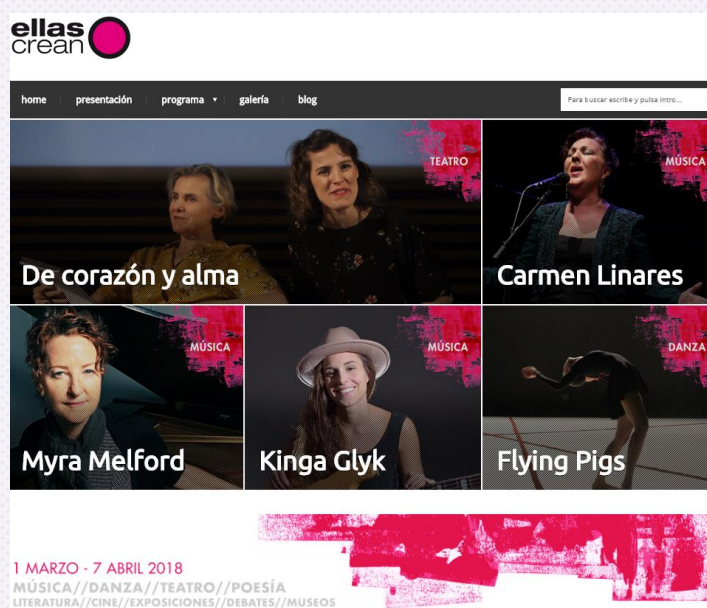 ellas
crean
home
presentación
programa ▼
galería
blog
Para buscar escribe y pulsa intro...
TEATRO
De corazón y alma
MÚSICA
Carmen Linares
MÚSICA
Myra Melford
MÚSICA
Kinga Glyk
DANZA
Flying Pigs
1 MARZO - 7 ABRIL 2018
MÚSICA//DANZA//TEATRO//POESÍA
LITERATURA//CINE//EXPOSICIONES//DEBATES//MUSEOS